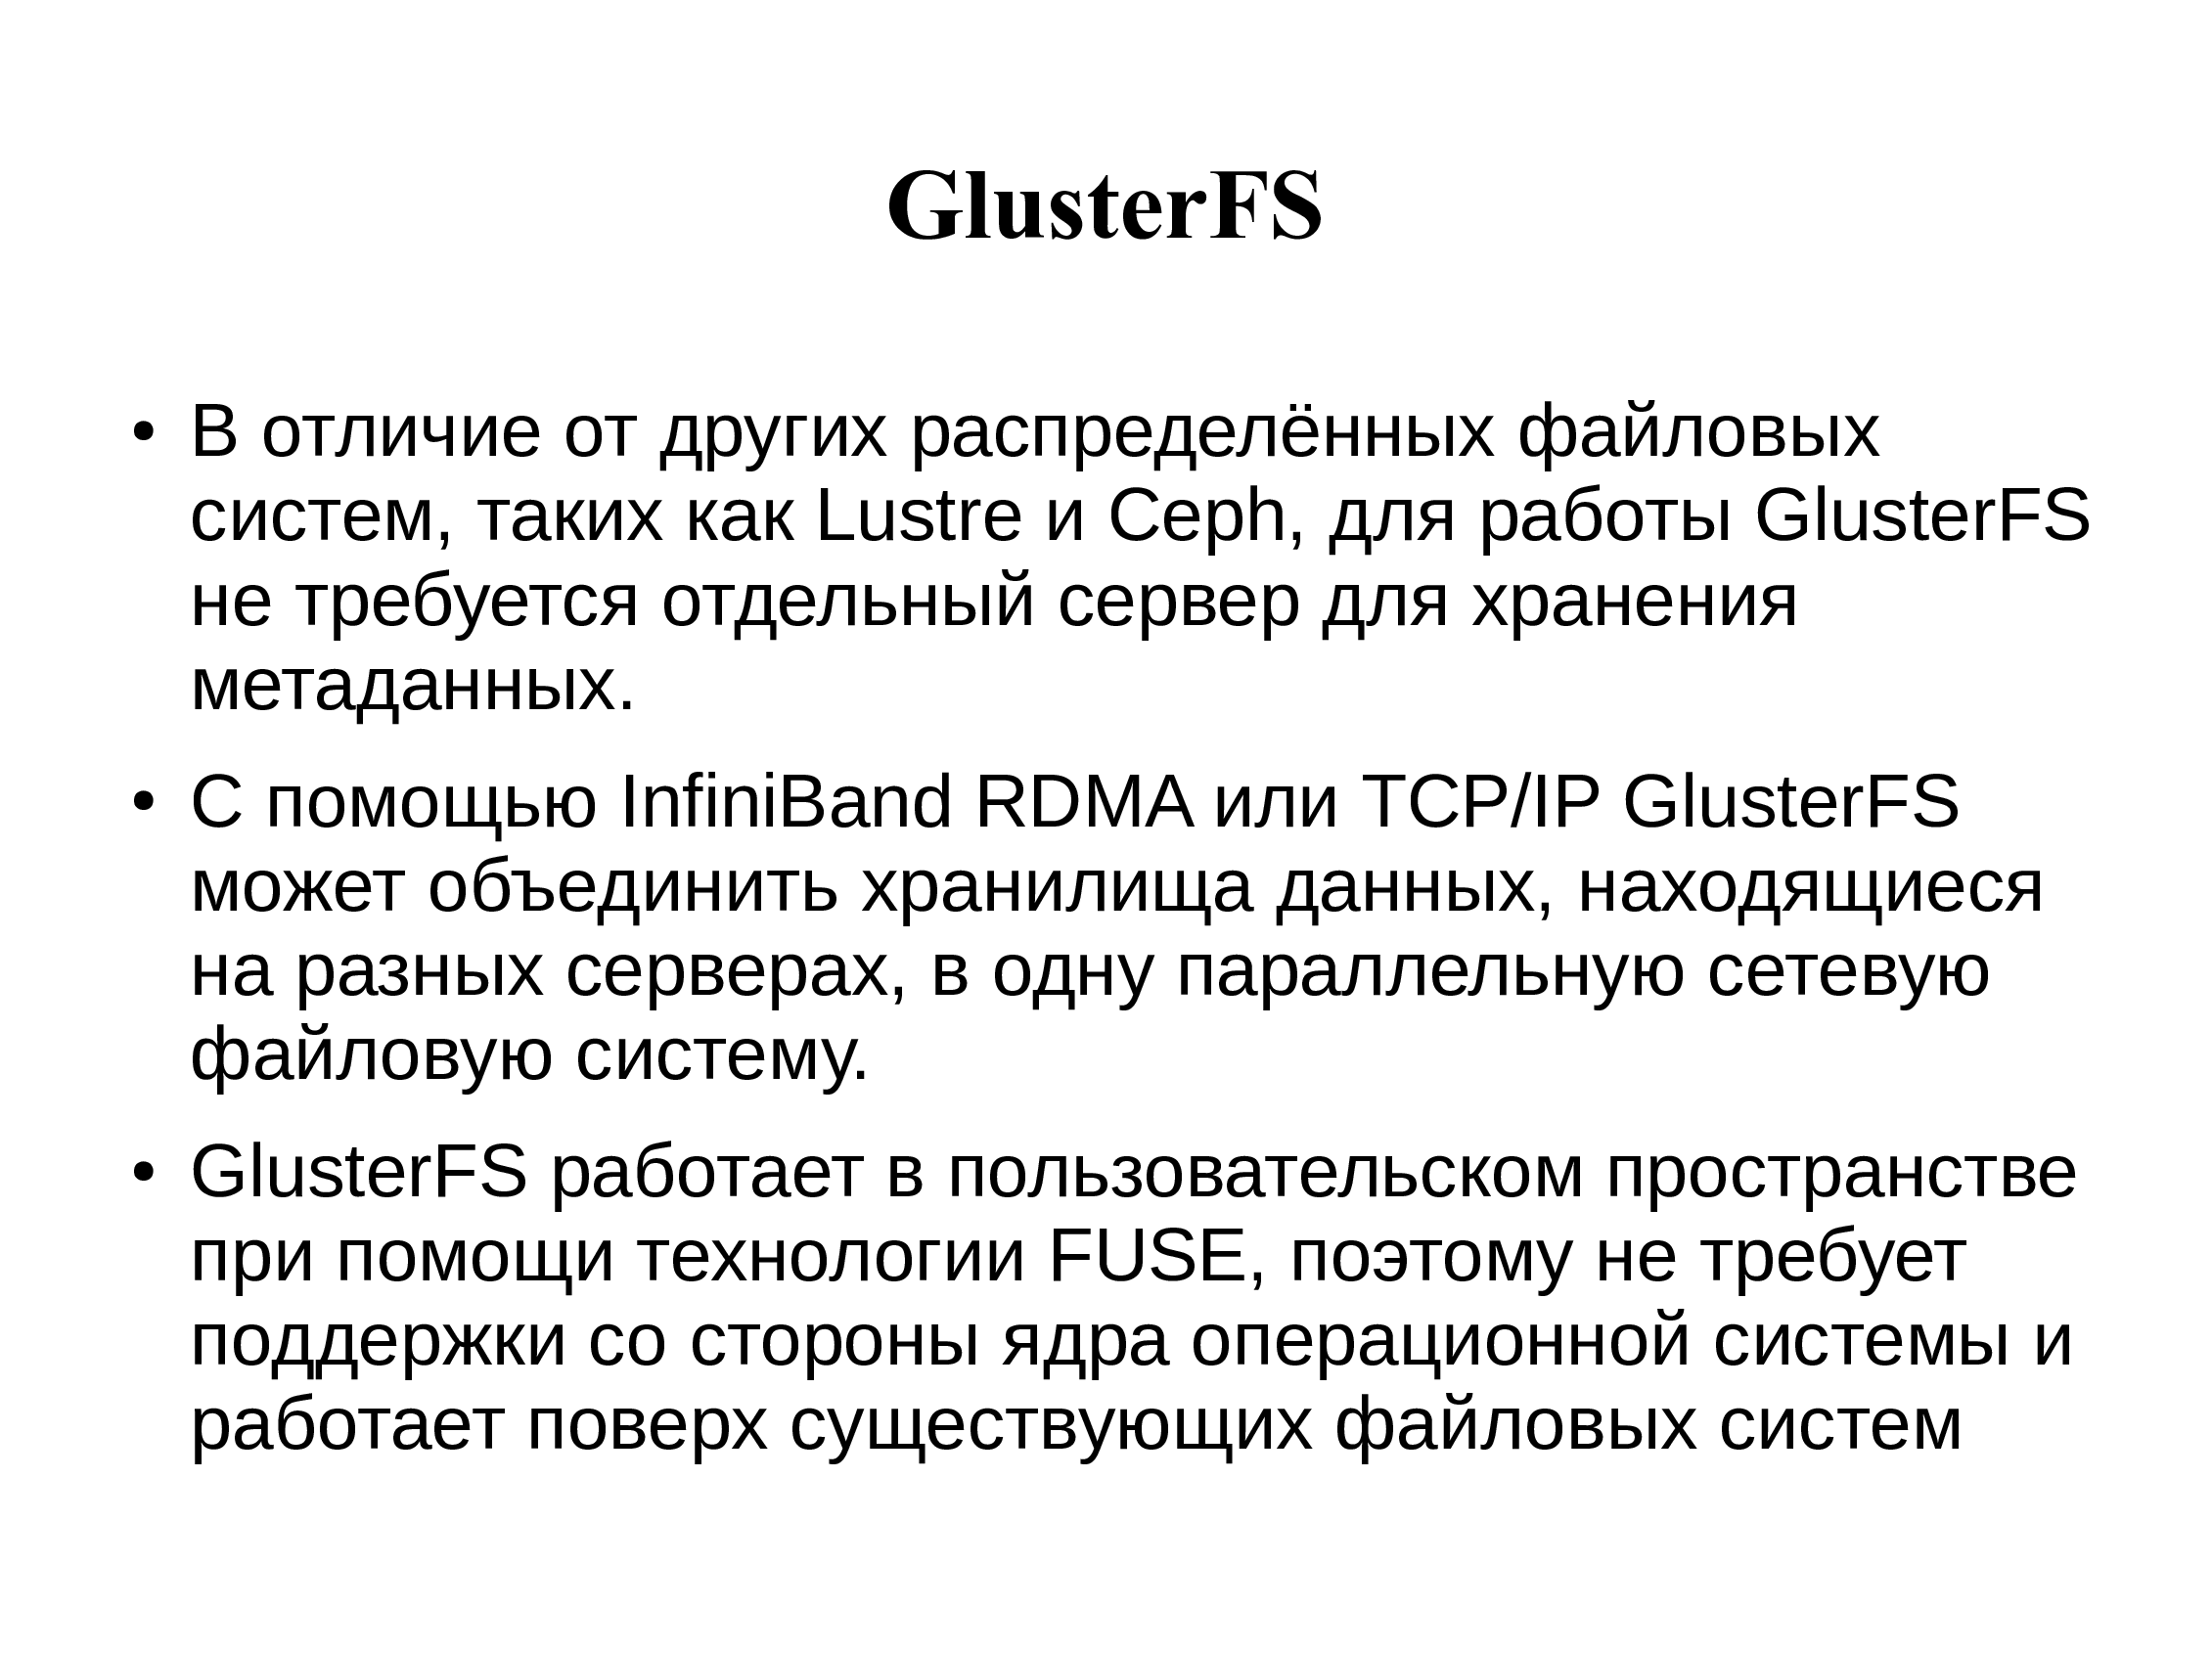 GlusterFS
• В отличие от других распределённых файловых
систем, таких как Lustre и Ceph, для работы GlusterFS
не требуется отдельный сервер для хранения
метаданных.
• С помощью InfiniBand RDMA или TCP/IP GlusterFS
может объединить хранилища данных, находящиеся
на разных серверах, в одну параллельную сетевую
файловую систему.
• GlusterFS работает в пользовательском пространстве
при помощи технологии FUSE, поэтому не требует
поддержки со стороны ядра операционной системы и
работает поверх существующих файловых систем